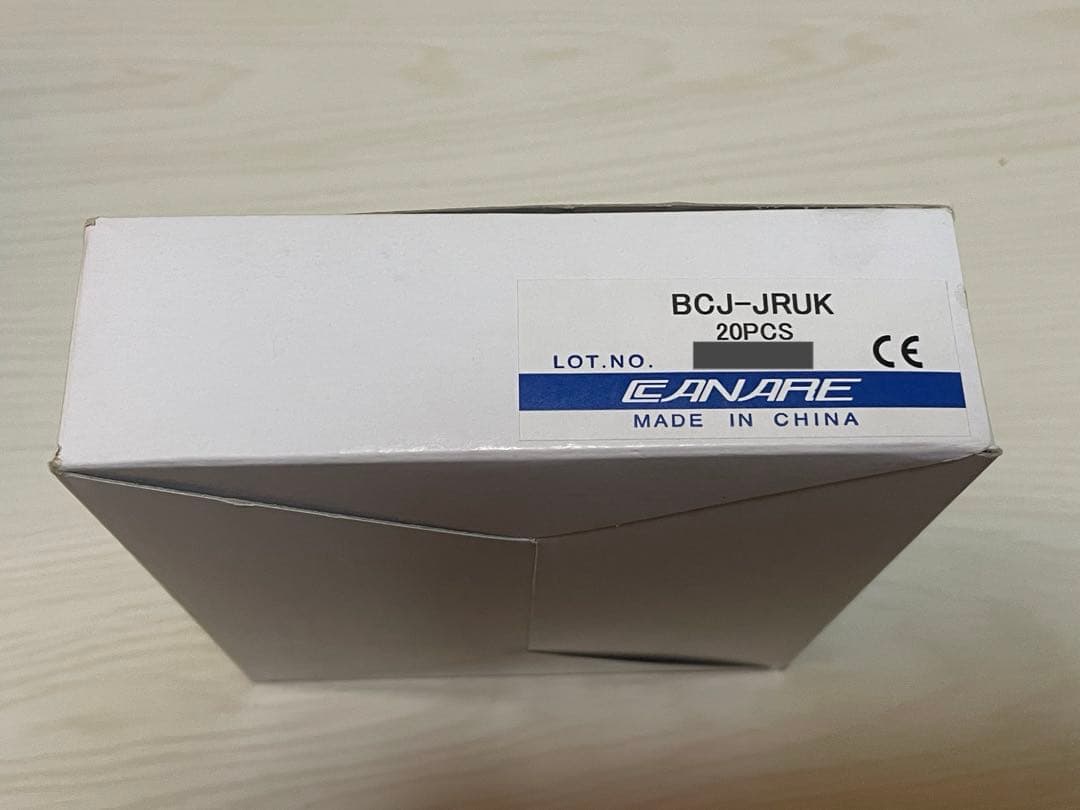 BCJ-JRUK
20PCS
LOT.NO.
CE
CANARE
MADE IN CHINA